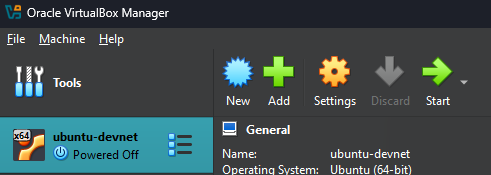 Oracle VirtualBox Manager
File Machine Help
Tools
New Add Settings Discard Start
x64
ubuntu-devnet
Powered Off
General
Name: ubuntu-devnet
Operating System: Ubuntu (64-bit)